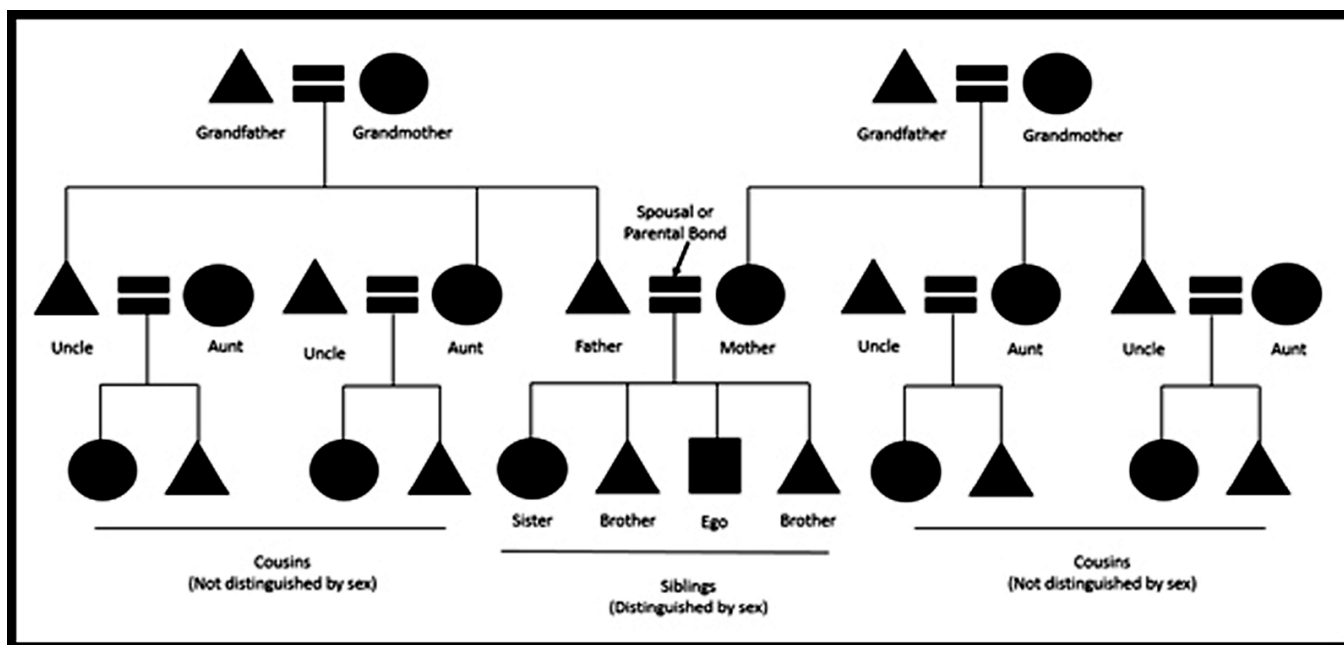 Grandfather Grandmother Grandfather Grandmother
Spousal or
Parental Bond
Uncle Aunt Uncle Aunt Father Mother Uncle Aunt Uncle Aunt
Sister Brother Ego Brother
Cousins
(Not distinguished by sex)
Siblings
(Distinguished by sex)
Cousins
(Not distinguished by sex)